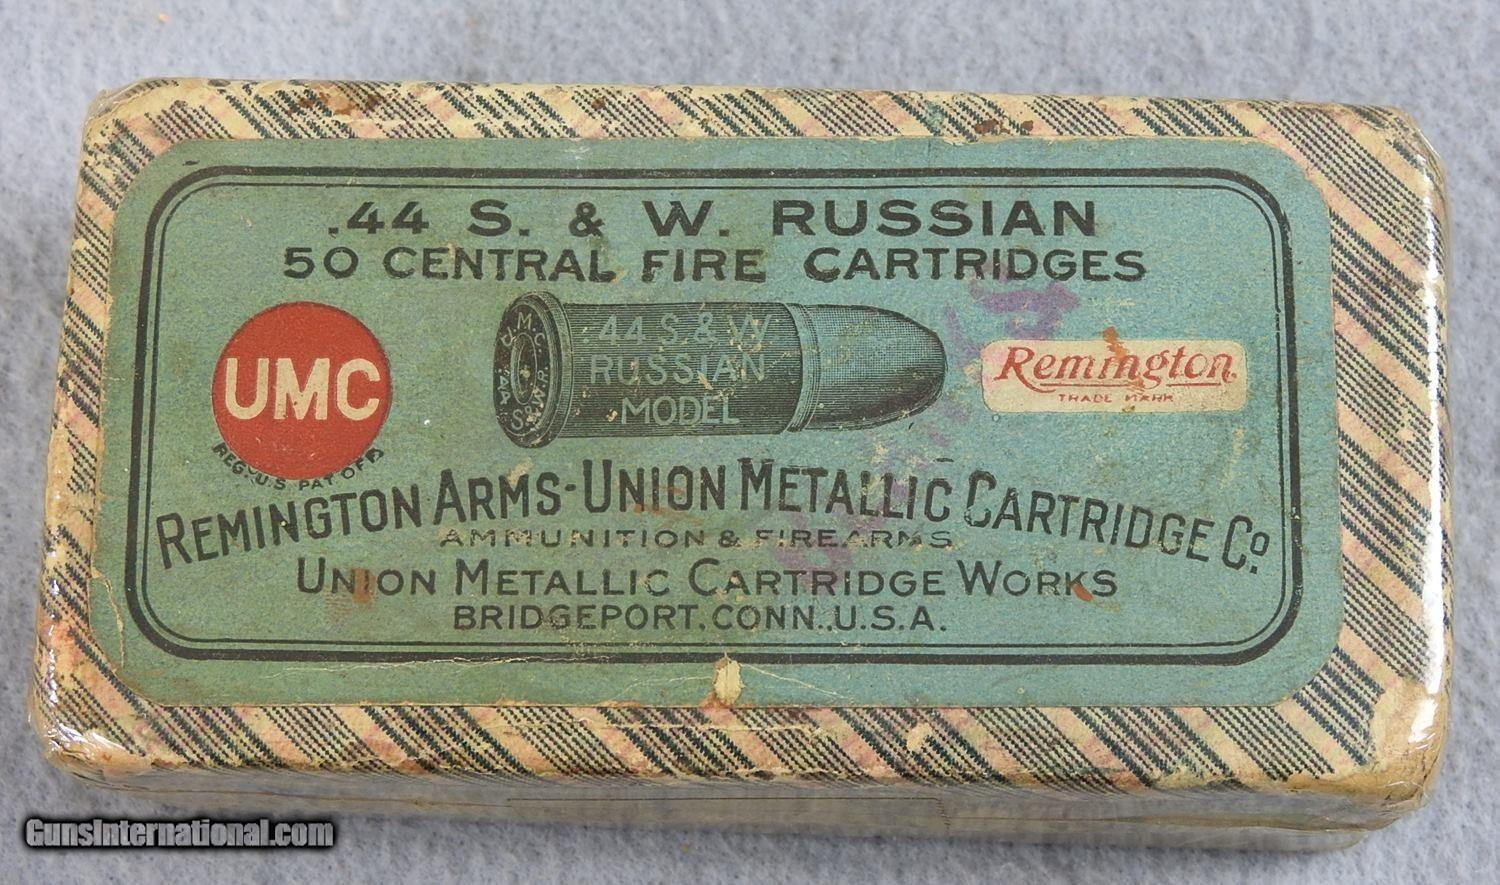 .44 S. & W. RUSSIAN
50 CENTRAL FIRE CARTRIDGES
U.M.C.
S&W.R.
.44 S. & W.
RUSSIAN
MODEL
UMC
REG. U.S. PAT. OFF.
Remington
TRADE MARK
REMINGTON ARMS-UNION METALLIC CARTRIDGE CO.
AMMUNITION & FIREARMS
UNION METALLIC CARTRIDGE WORKS
BRIDGEPORT, CONN., U.S.A.
GunsInternational.com